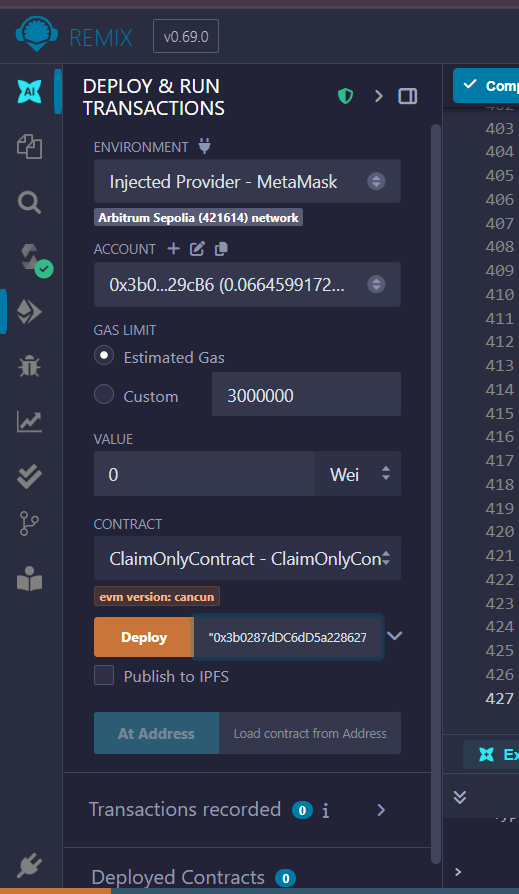 REMIX
v0.69.0
AI
DEPLOY & RUN
TRANSACTIONS
ENVIRONMENT
Injected Provider - MetaMask
Arbitrum Sepolia (421614) network
ACCOUNT
0x3b0...29cB6 (0.0664599172...
GAS LIMIT
Estimated Gas
Custom
3000000
VALUE
0
Wei
CONTRACT
ClaimOnlyContract - ClaimOnlyCon
evm version: cancun
Deploy
"0x3b0287dDC6dD5a228627
Publish to IPFS
At Address
Load contract from Address
Transactions recorded
0
i
Deployed Contracts
0
Comp
403
404
405
406
407
408
409
410
411
412
413
414
415
416
417
418
419
420
421
422
423
424
425
426
427
Ex
>